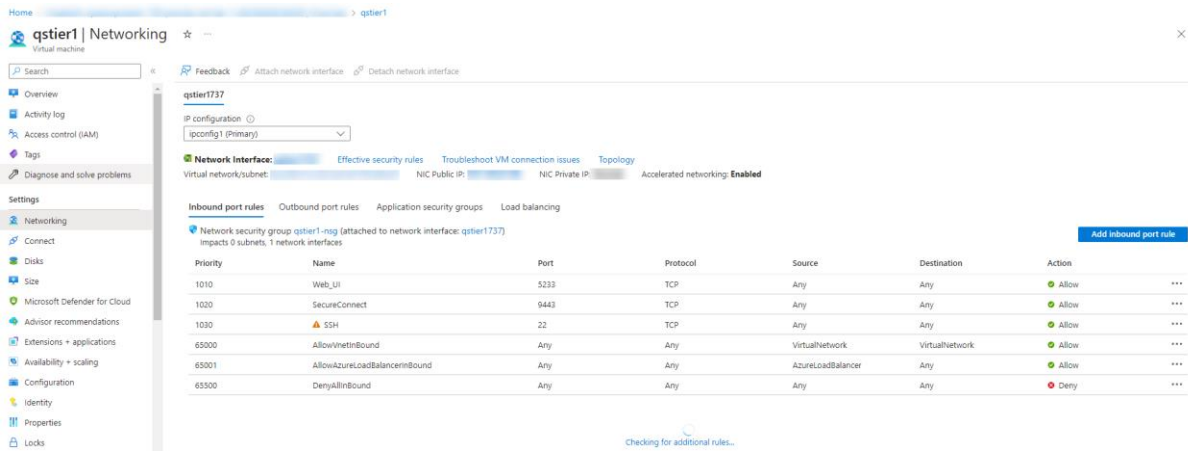 Home > > qstier1
qstier1 | Networking
Virtual machine
Search
Overview
Activity log
Access control (IAM)
Tags
Diagnose and solve problems
Settings
Networking
Connect
Disks
Size
Microsoft Defender for Cloud
Advisor recommendations
Extensions + applications
Availability + scaling
Configuration
Identity
Properties
Locks
Feedback Attach network interface Detach network interface
qstier1737
IP configuration
ipconfig1 (Primary)
Network Interface: Effective security rules Troubleshoot VM connection issues Topology
Virtual network/subnet: NIC Public IP: NIC Private IP: Accelerated networking: Enabled
Inbound port rules Outbound port rules Application security groups Load balancing
Network security group qstier1-nsg (attached to network interface: qstier1737)
Impacts 0 subnets, 1 network interfaces
Add inbound port rule
Priority Name Port Protocol Source Destination Action
1010 Web_UI 5233 TCP Any Any Allow
1020 SecureConnect 9443 TCP Any Any Allow
1030 SSH 22 TCP Any Any Allow
65000 AllowVnetInBound Any Any VirtualNetwork VirtualNetwork Allow
65001 AllowAzureLoadBalancerInBound Any Any AzureLoadBalancer Any Allow
65500 DenyAllInBound Any Any Any Any Deny
Checking for additional rules...